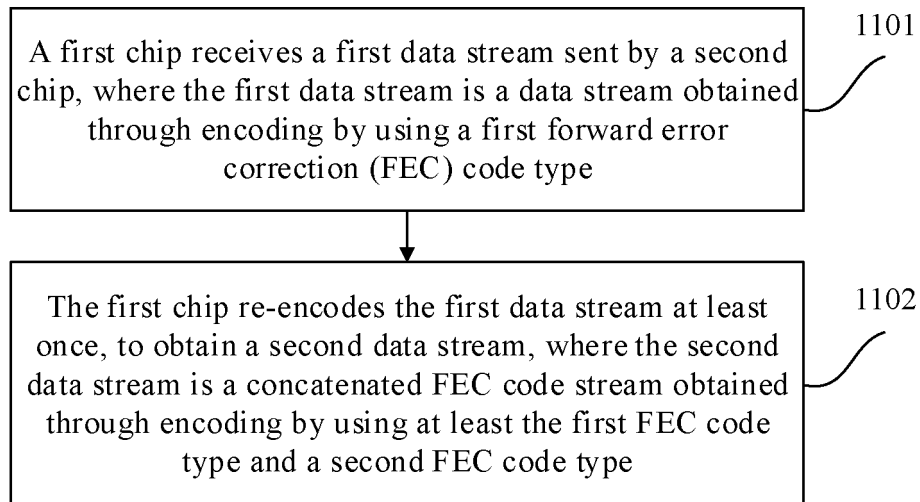 1101
A first chip receives a first data stream sent by a second
chip, where the first data stream is a data stream obtained
through encoding by using a first forward error
correction (FEC) code type
1102
The first chip re-encodes the first data stream at least
once, to obtain a second data stream, where the second
data stream is a concatenated FEC code stream obtained
through encoding by using at least the first FEC code
type and a second FEC code type